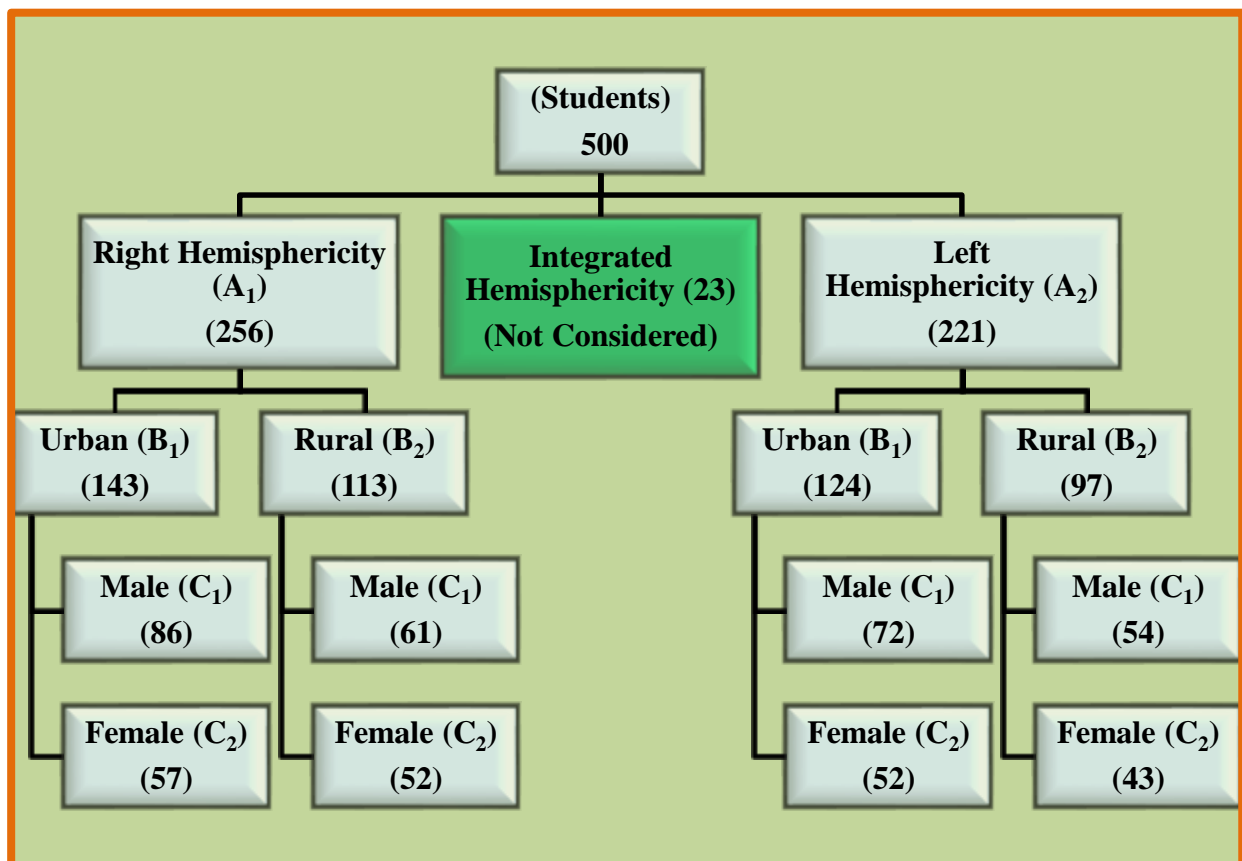 (Students)
500
Right Hemisphericity
(A₁)
(256)
Integrated
Hemisphericity (23)
(Not Considered)
Left
Hemisphericity (A₂)
(221)
Urban (B₁)
(143)
Rural (B₂)
(113)
Urban (B₁)
(124)
Rural (B₂)
(97)
Male (C₁)
(86)
Male (C₁)
(61)
Male (C₁)
(72)
Male (C₁)
(54)
Female (C₂)
(57)
Female (C₂)
(52)
Female (C₂)
(52)
Female (C₂)
(43)